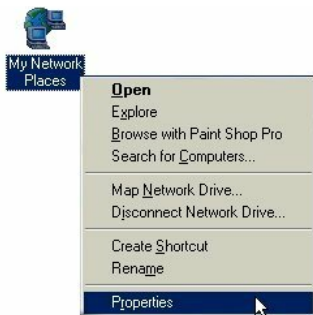 My Network
Places
Open
Explore
Browse with Paint Shop Pro
Search for Computers...
Map Network Drive...
Disconnect Network Drive...
Create Shortcut
Rename
Properties